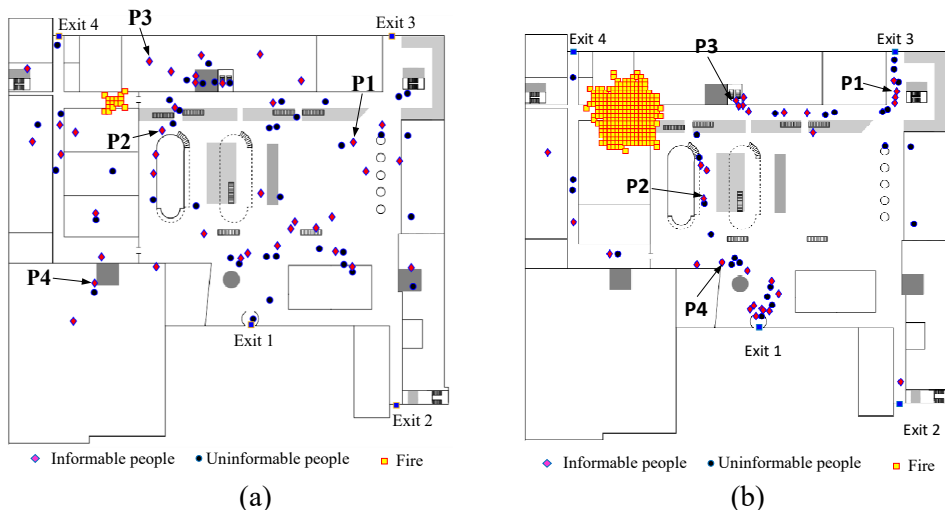 P3
Exit 4
Exit 3
P1
P2
P4
Exit 1
Exit 2
Informable people Uninformable people Fire
(a)
Exit 4
Exit 3
P3
P1
P2
P4
Exit 1
Exit 2
Informable people Uninformable people Fire
(b)